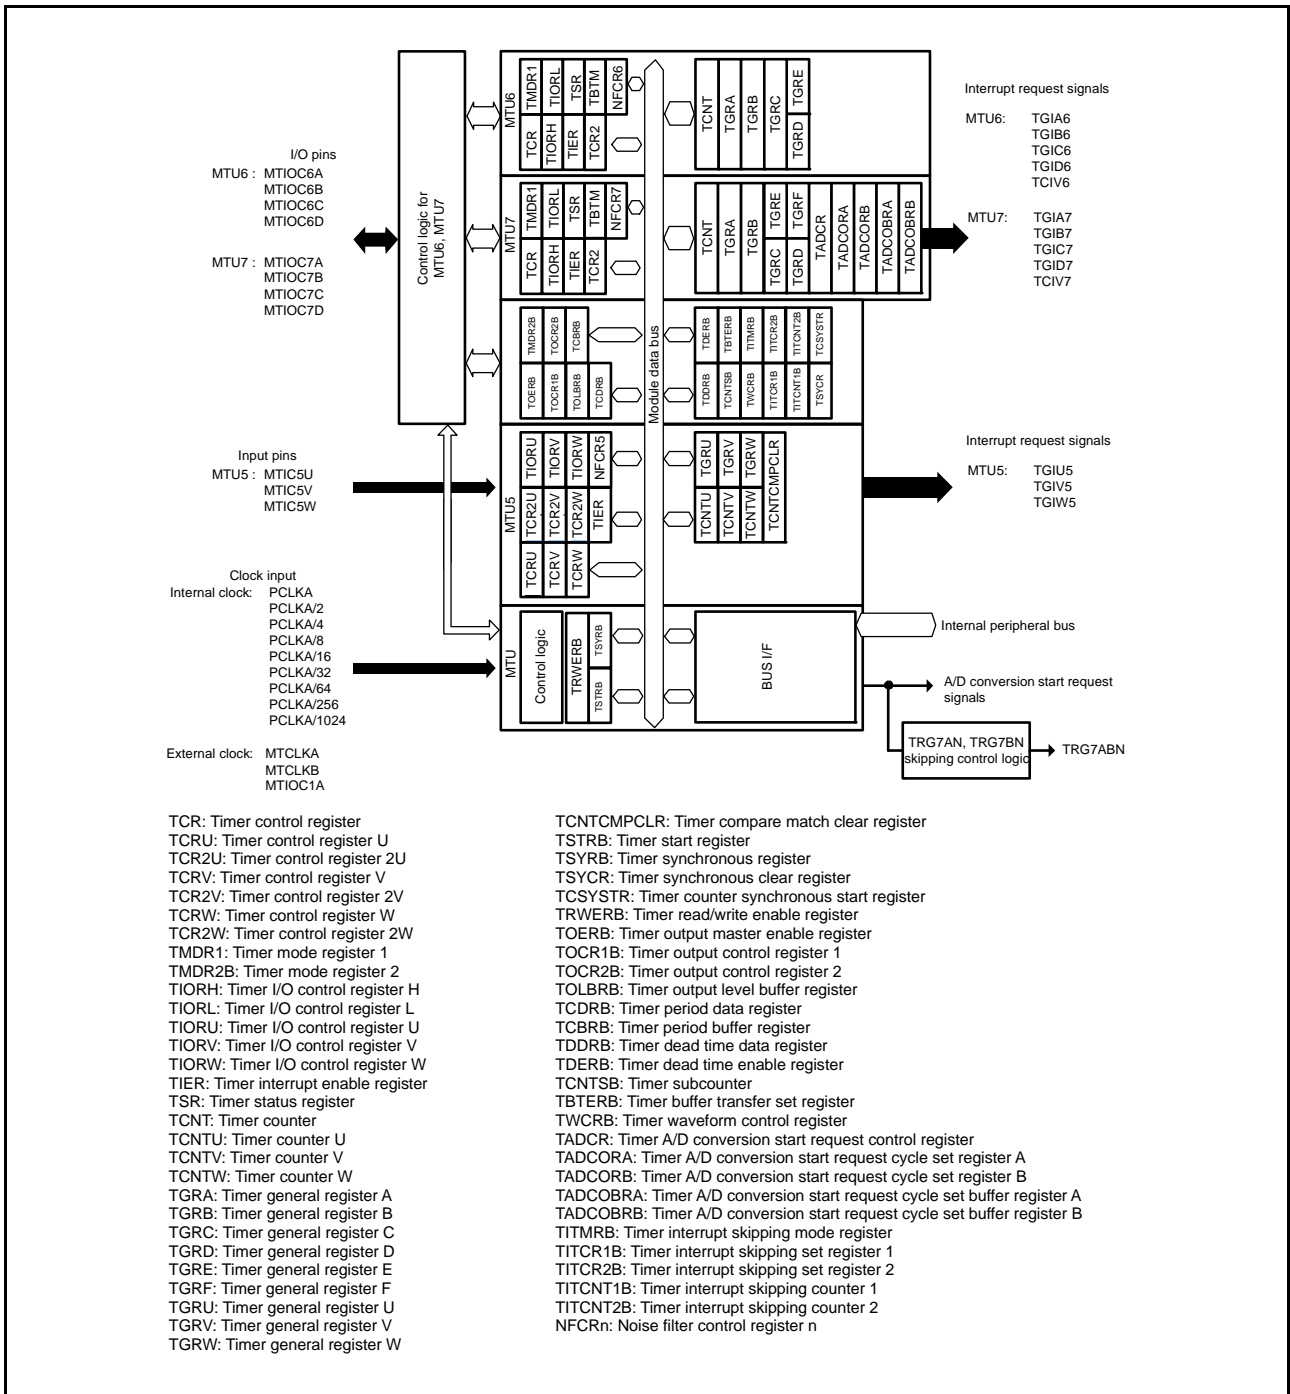 I/O pins
MTU6 : MTIOC6A
MTIOC6B
MTIOC6C
MTIOC6D
MTU7 : MTIOC7A
MTIOC7B
MTIOC7C
MTIOC7D
Input pins
MTU5 : MTIC5U
MTIC5V
MTIC5W
Clock input
Internal clock: PCLKA
PCLKA/2
PCLKA/4
PCLKA/8
PCLKA/16
PCLKA/32
PCLKA/64
PCLKA/256
PCLKA/1024
External clock: MTCLKA
MTCLKB
MTIOC1A
Control logic for
MTU6, MTU7
MTU6
TMDR1
TIORL
TSR
TBTM
NFCR6
TCR
TIORH
TIER
TCR2
TCNT
TGRA
TGRB
TGRC
TGRE
TGRD
MTU7
TMDR1
TIORL
TSR
TBTM
NFCR7
TCR
TIORH
TIER
TCR2
TCNT
TGRA
TGRB
TGRE
TGRF
TGRC
TGRD
TADCR
TADCORA
TADCORB
TADCOBRA
TADCOBRB
TMDR2B
TOCR2B
TCBRB
TOERB
TOCR1B
TOLBRB
TCDRB
Module data bus
TDERB
TBTERB
TITMRB
TITCR2B
TITCNT2B
TCSYSTR
TDDRB
TCNTSB
TWCRB
TITCR1B
TITCNT1B
TSYCR
MTU5
TIORU
TIORV
TIORW
NFCR5
TCR2U
TCR2V
TCR2W
TIER
TCRU
TCRV
TCRW
TGRU
TGRV
TGRW
TCNTU
TCNTV
TCNTW
TCNTCMPCLR
MTU
Control logic
TRWERB
TSYRB
TSTRB
BUS I/F
Interrupt request signals
MTU6: TGIA6
TGIB6
TGIC6
TGID6
TCIV6
MTU7: TGIA7
TGIB7
TGIC7
TGID7
TCIV7
Interrupt request signals
MTU5: TGIU5
TGIV5
TGIW5
Internal peripheral bus
A/D conversion start request
signals
TRG7AN, TRG7BN
skipping control logic
TRG7ABN
TCR: Timer control register
TCRU: Timer control register U
TCR2U: Timer control register 2U
TCRV: Timer control register V
TCR2V: Timer control register 2V
TCRW: Timer control register W
TCR2W: Timer control register 2W
TMDR1: Timer mode register 1
TMDR2B: Timer mode register 2
TIORH: Timer I/O control register H
TIORL: Timer I/O control register L
TIORU: Timer I/O control register U
TIORV: Timer I/O control register V
TIORW: Timer I/O control register W
TIER: Timer interrupt enable register
TSR: Timer status register
TCNT: Timer counter
TCNTU: Timer counter U
TCNTV: Timer counter V
TCNTW: Timer counter W
TGRA: Timer general register A
TGRB: Timer general register B
TGRC: Timer general register C
TGRD: Timer general register D
TGRE: Timer general register E
TGRF: Timer general register F
TGRU: Timer general register U
TGRV: Timer general register V
TGRW: Timer general register W
TCNTCMPCLR: Timer compare match clear register
TSTRB: Timer start register
TSYRB: Timer synchronous register
TSYCR: Timer synchronous clear register
TCSYSTR: Timer counter synchronous start register
TRWERB: Timer read/write enable register
TOERB: Timer output master enable register
TOCR1B: Timer output control register 1
TOCR2B: Timer output control register 2
TOLBRB: Timer output level buffer register
TCDRB: Timer period data register
TCBRB: Timer period buffer register
TDDRB: Timer dead time data register
TDERB: Timer dead time enable register
TCNTSB: Timer subcounter
TBTERB: Timer buffer transfer set register
TWCRB: Timer waveform control register
TADCR: Timer A/D conversion start request control register
TADCORA: Timer A/D conversion start request cycle set register A
TADCORB: Timer A/D conversion start request cycle set register B
TADCOBRA: Timer A/D conversion start request cycle set buffer register A
TADCOBRB: Timer A/D conversion start request cycle set buffer register B
TITMRB: Timer interrupt skipping mode register
TITCR1B: Timer interrupt skipping set register 1
TITCR2B: Timer interrupt skipping set register 2
TITCNT1B: Timer interrupt skipping counter 1
TITCNT2B: Timer interrupt skipping counter 2
NFCRn: Noise filter control register n